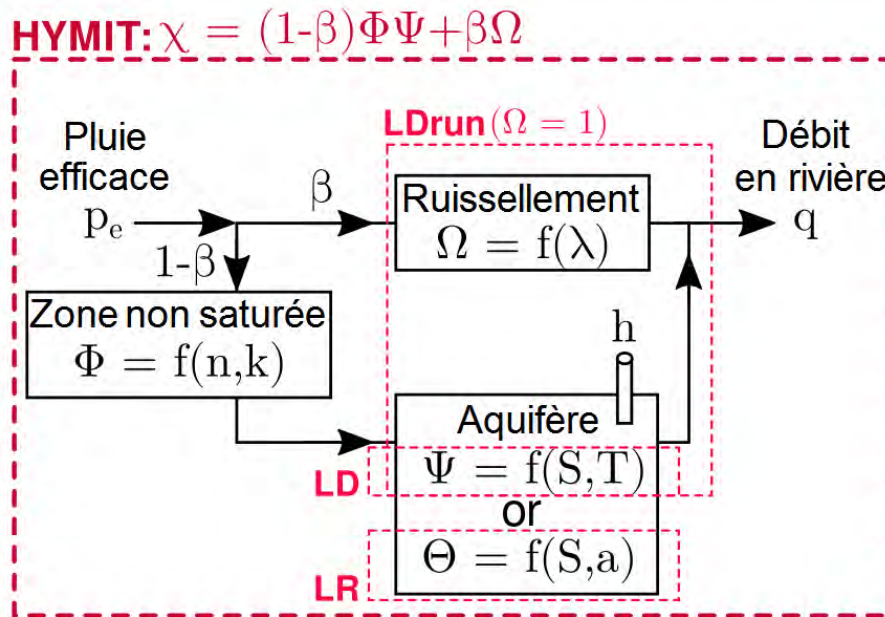 HYMIT: χ = (1-β)ΦΨ+βΩ
LDrun(Ω = 1)
Pluie
efficace
pₑ
β
1-β
Ruissellement
Ω = f(λ)
Débit
en rivière
q
Zone non saturée
Φ = f(n,k)
h
Aquifère
LD
Ψ = f(S,T)
or
LR
Θ = f(S,a)